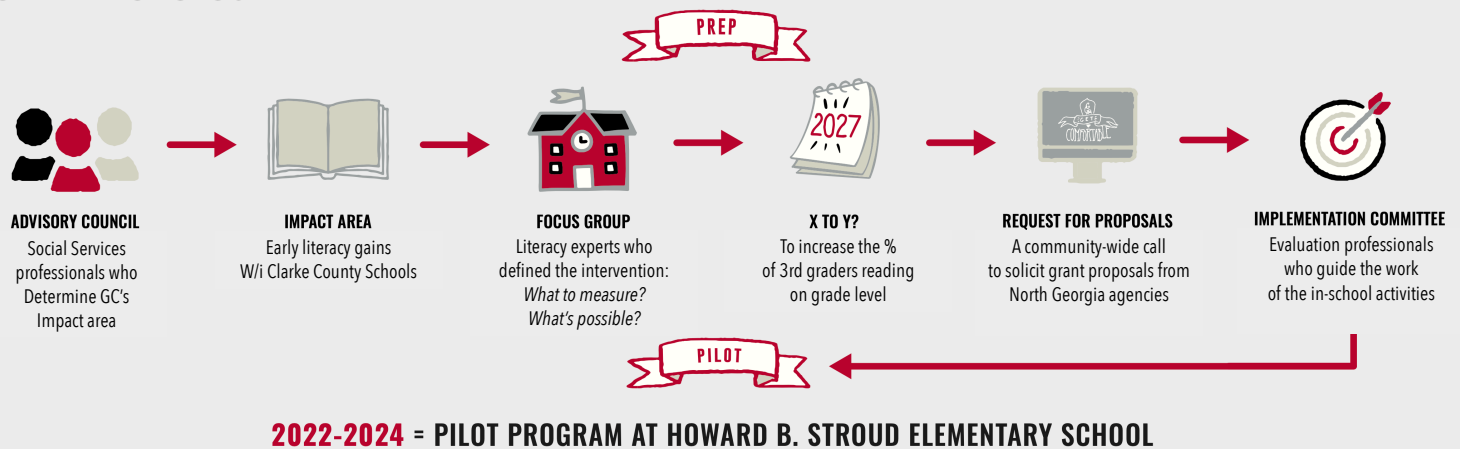 PREP
2027
GETS
COMFORTABLE
ADVISORY COUNCIL
Social Services
professionals who
Determine GC's
Impact area
IMPACT AREA
Early literacy gains
W/i Clarke County Schools
FOCUS GROUP
Literacy experts who
defined the intervention:
What to measure?
What's possible?
X TO Y?
To increase the %
of 3rd graders reading
on grade level
REQUEST FOR PROPOSALS
A community-wide call
to solicit grant proposals from
North Georgia agencies
IMPLEMENTATION COMMITTEE
Evaluation professionals
who guide the work
of the in-school activities
PILOT
2022-2024 = PILOT PROGRAM AT HOWARD B. STROUD ELEMENTARY SCHOOL